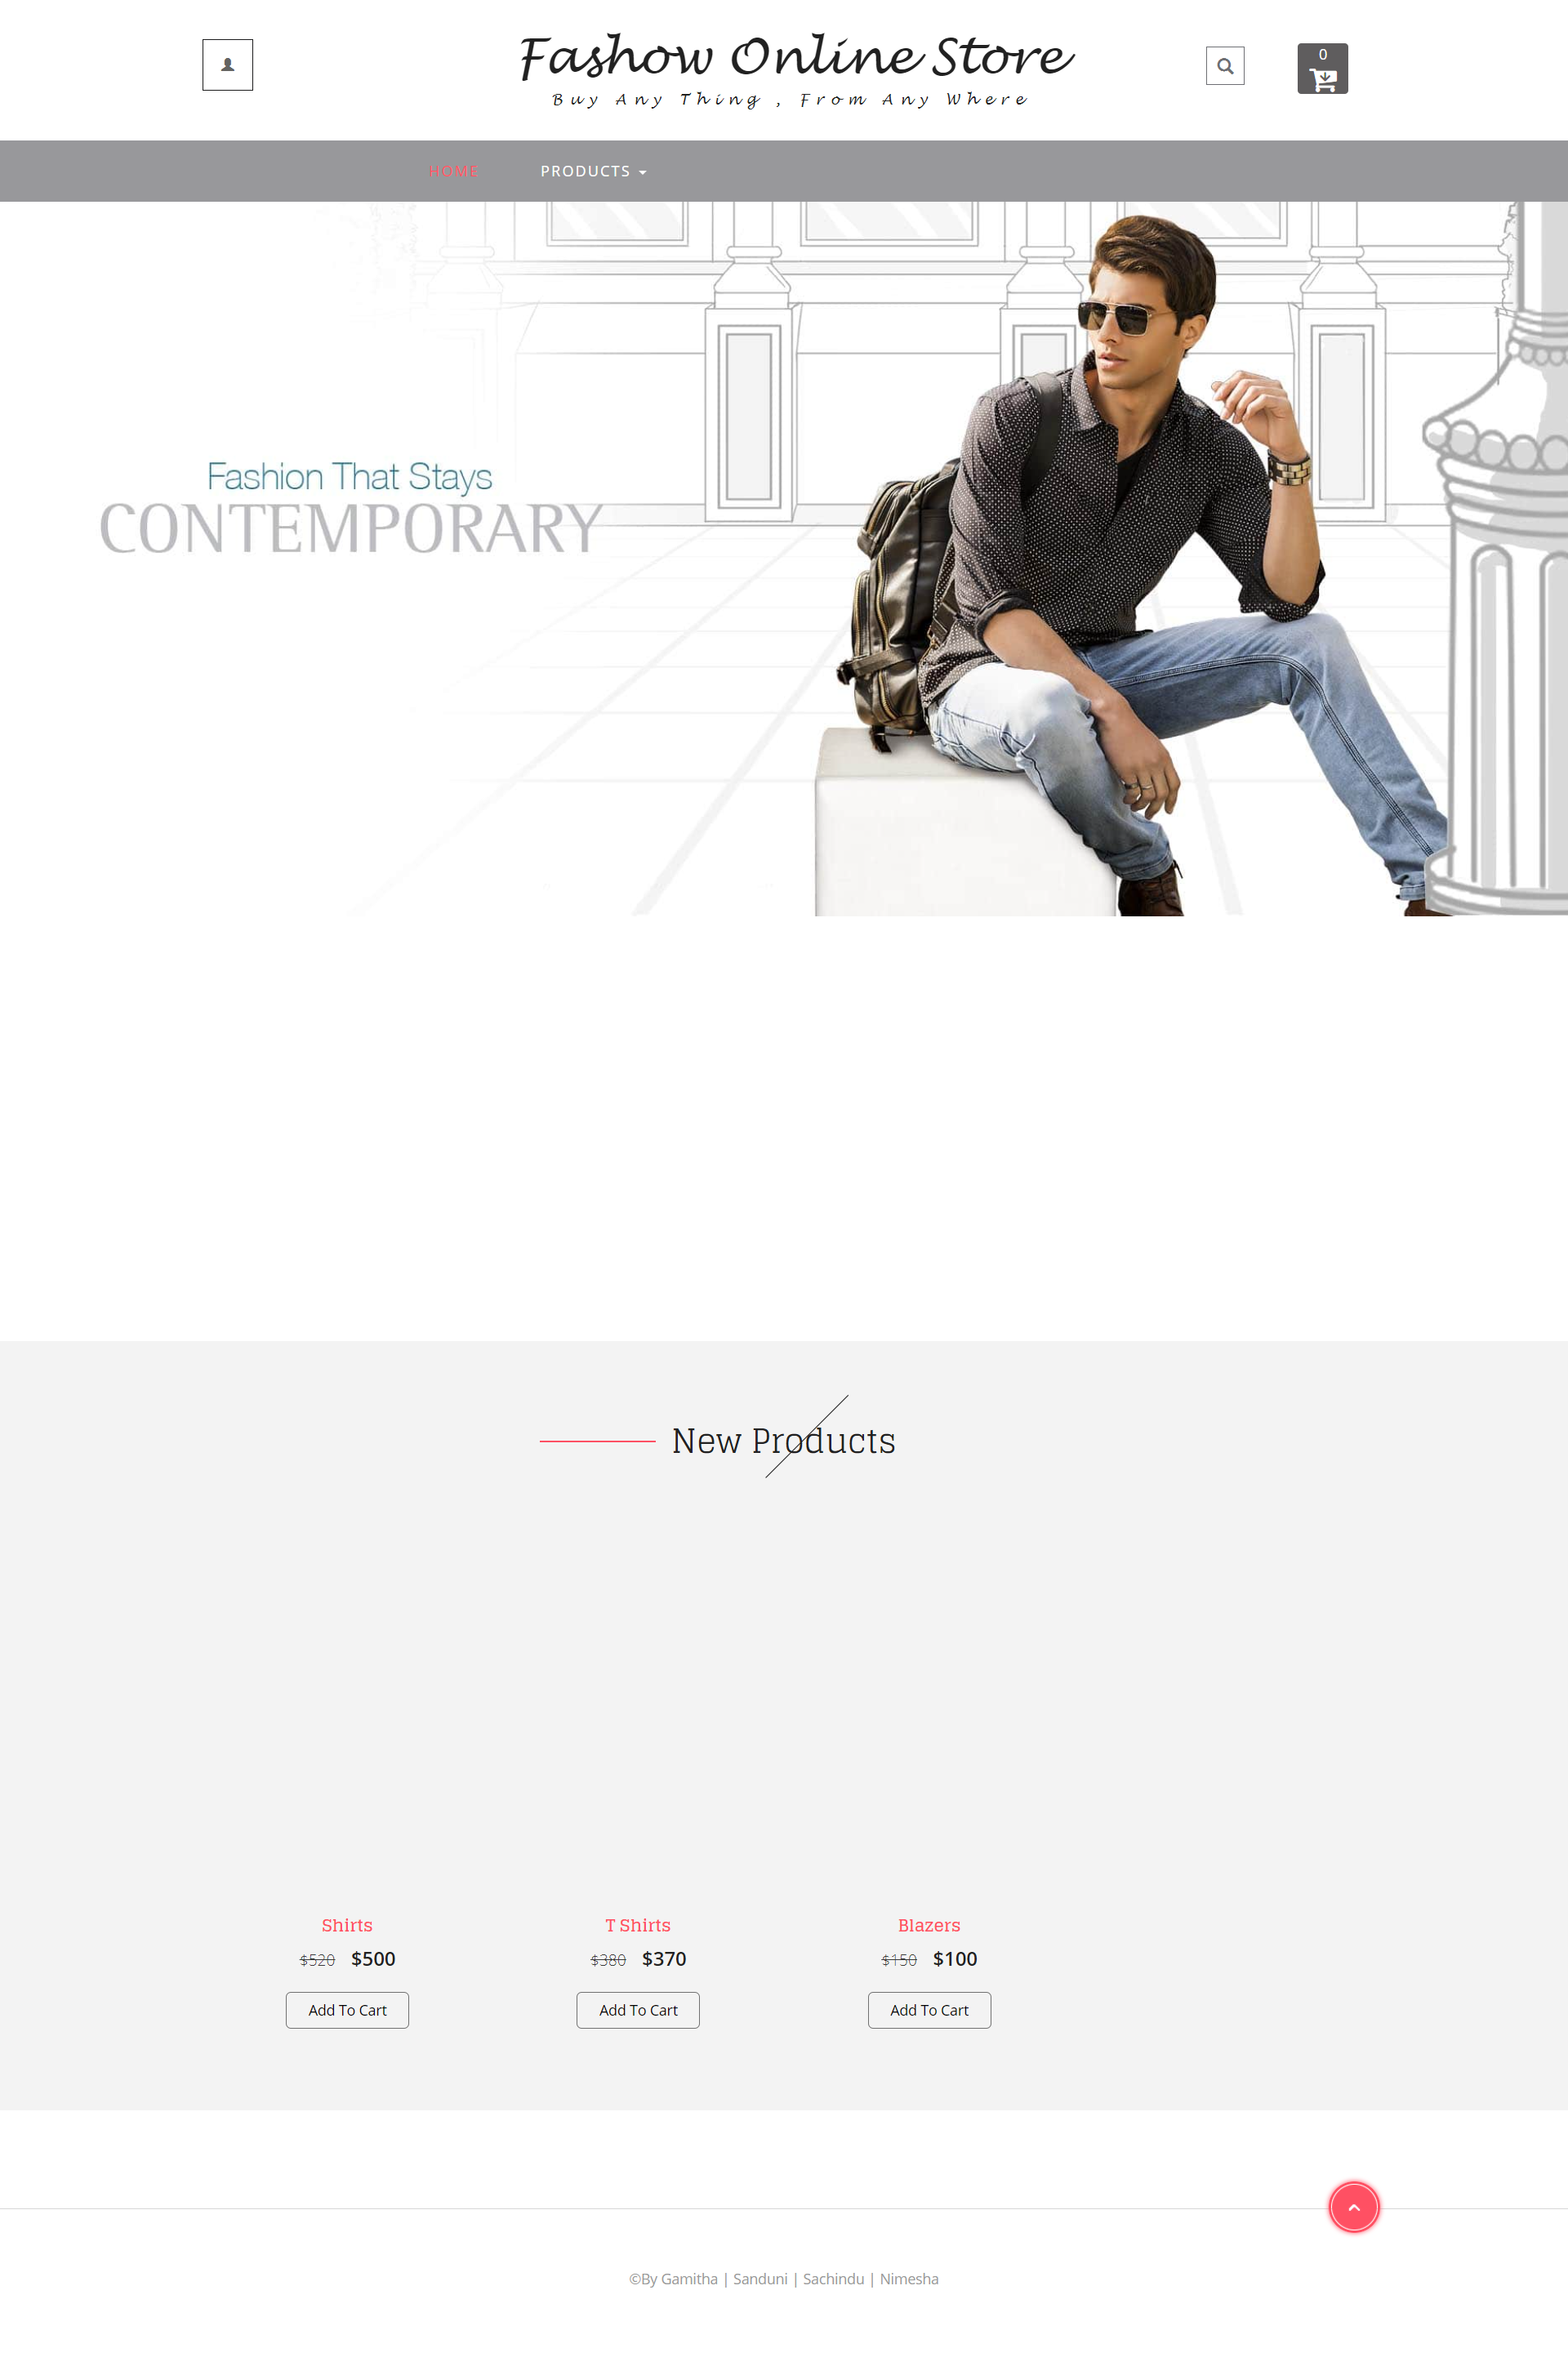 Fashow Online Store
Buy Any Thing , From Any Where
0
HOME PRODUCTS
Fashion That Stays
CONTEMPORARY
New Products
Shirts T Shirts Blazers
$520 $500 $380 $370 $150 $100
Add To Cart Add To Cart Add To Cart
©By Gamitha | Sanduni | Sachindu | Nimesha